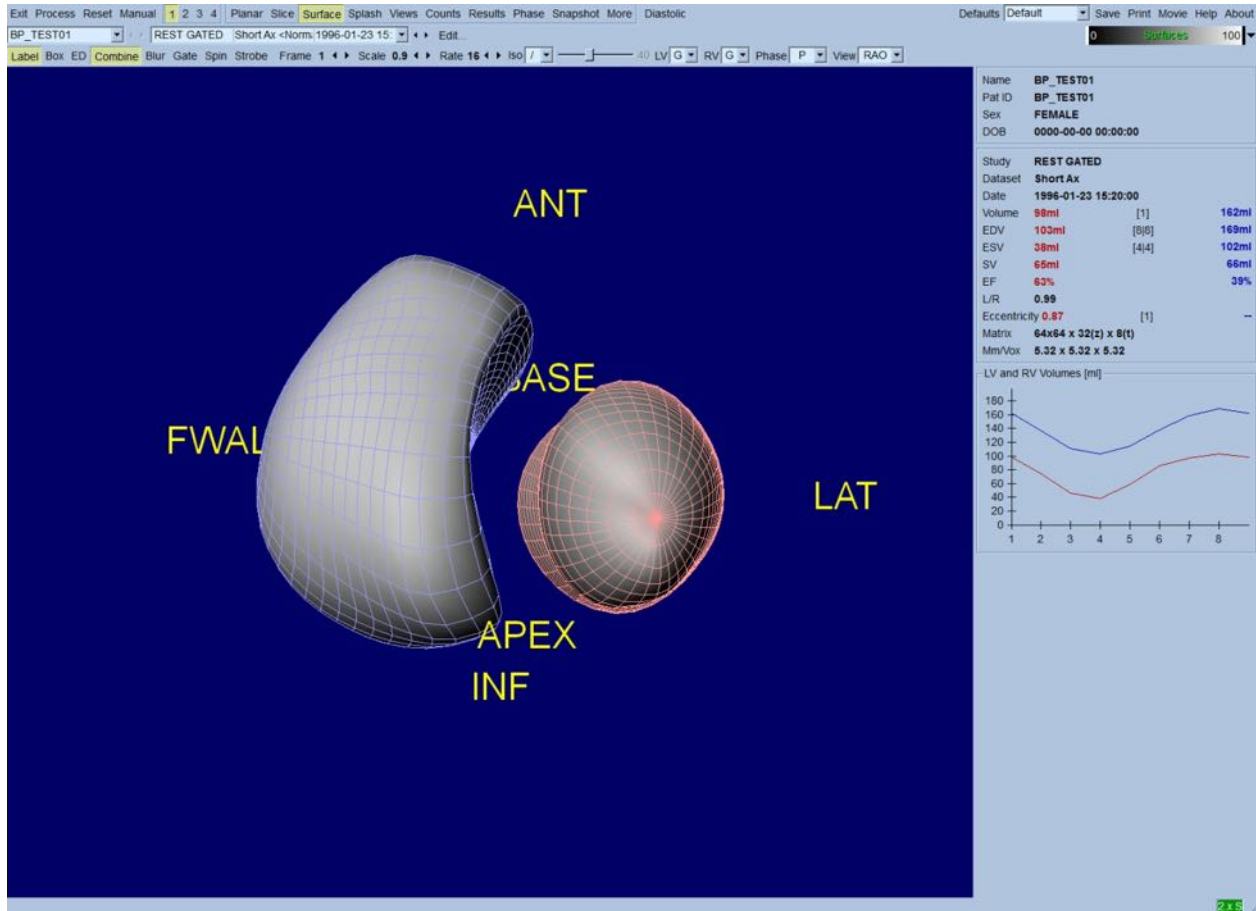 Exit Process Reset Manual 1 2 3 4 Planar Slice Surface Splash Views Counts Results Phase Snapshot More Diastolic Defaults Default Save Print Movie Help About
BP_TEST01 REST GATED Short Ax <Norm. 1996-01-23 15: Edit... 0 Surfaces 100
Label Box ED Combine Blur Gate Spin Strobe Frame 1 Scale 0.9 Rate 16 Iso / 40 LV G RV G Phase P View RAO
Name BP_TEST01
Pat ID BP_TEST01
Sex FEMALE
DOB 0000-00-00 00:00:00
Study REST GATED
Dataset Short Ax
Date 1996-01-23 15:20:00
Volume 98ml [1] 162ml
EDV 103ml [8|8] 169ml
ESV 38ml [4|4] 102ml
SV 65ml 66ml
EF 63% 39%
L/R 0.99
Eccentricity 0.87 [1] --
Matrix 64x64 x 32(z) x 8(t)
Mm/Vox 5.32 x 5.32 x 5.32
LV and RV Volumes [ml]
180
160
140
120
100
80
60
40
20
0
1 2 3 4 5 6 7 8
ANT
BASE
FWAL
LAT
APEX
INF
2 x S